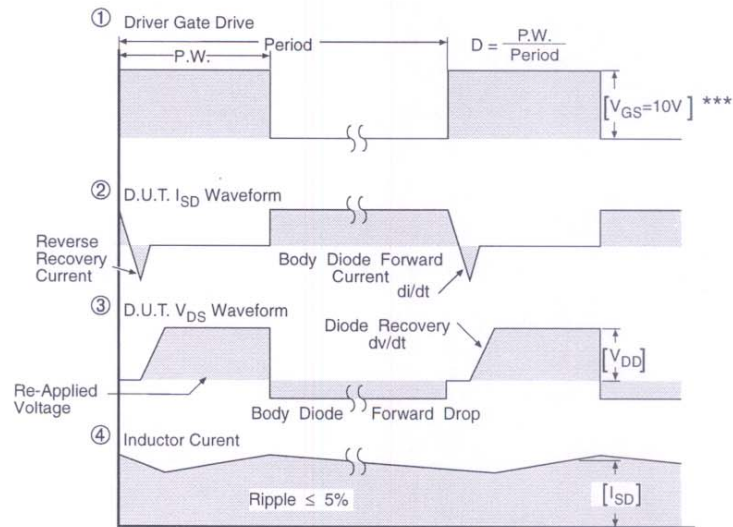 ① Driver Gate Drive
Period
P.W.
D = P.W.
Period
[VGS=10V] ***
② D.U.T. ISD Waveform
Reverse
Recovery
Current
Body Diode Forward
Current
di/dt
③ D.U.T. VDS Waveform
Diode Recovery
dv/dt
[VDD]
Re-Applied
Voltage
Body Diode Forward Drop
④ Inductor Curent
Ripple ≤ 5%
[ISD]